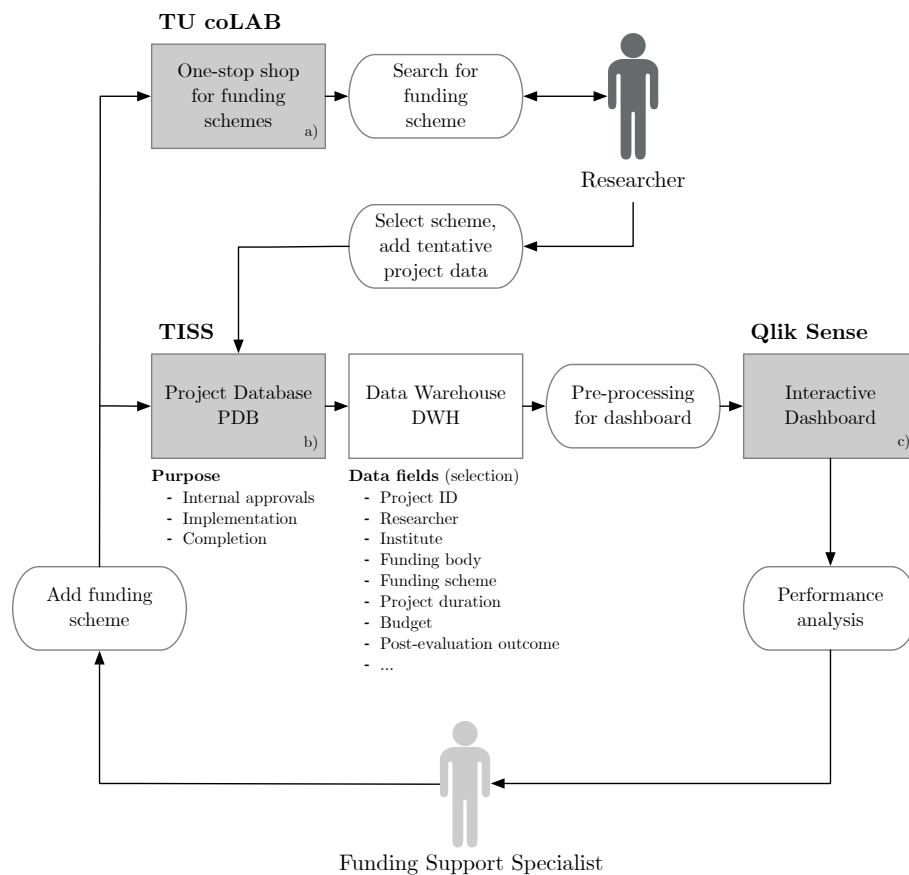 TU coLAB
One-stop shop
for funding
schemes
a)
Search for
funding
scheme
Researcher
Select scheme,
add tentative
project data
TISS
Qlik Sense
Project Database
PDB
b)
Data Warehouse
DWH
Pre-processing
for dashboard
Interactive
Dashboard
c)
Purpose
- Internal approvals
- Implementation
- Completion
Data fields (selection)
- Project ID
- Researcher
- Institute
- Funding body
- Funding scheme
- Project duration
- Budget
- Post-evaluation outcome
- ...
Add funding
scheme
Performance
analysis
Funding Support Specialist